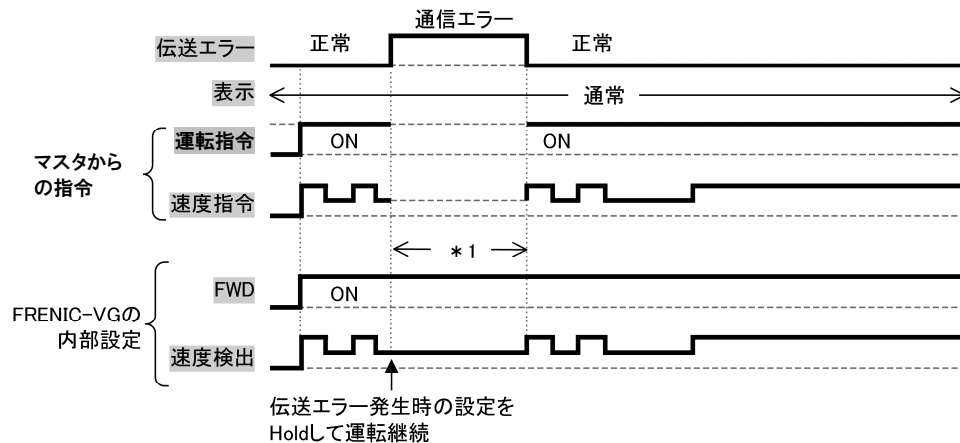 通信エラー
伝送エラー 正常 正常
表示 通常
マスタから
の指令
運転指令 ON ON
速度指令
＊1
FRENIC-VGの
内部設定
FWD ON
速度検出
伝送エラー発生時の設定を
Holdして運転継続